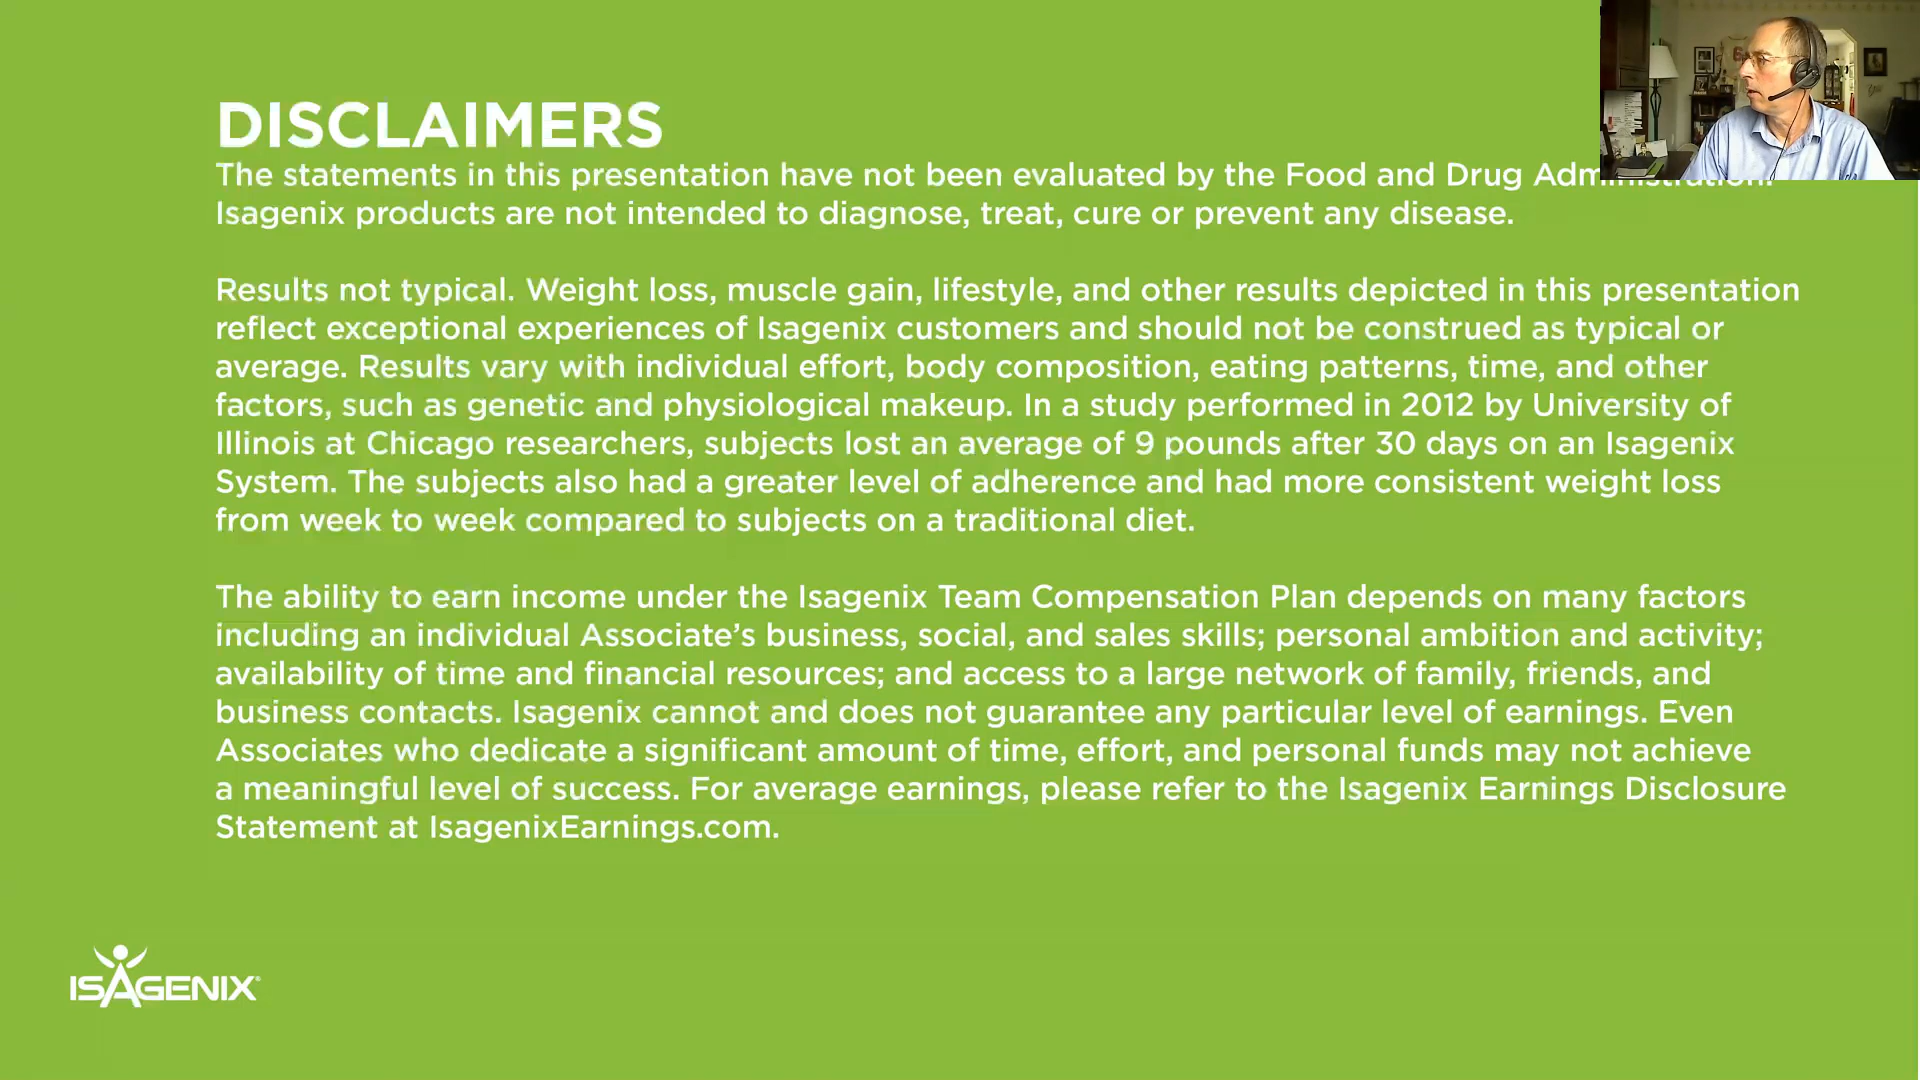 DISCLAIMERS
The statements in this presentation have not been evaluated by the Food and Drug Administration.
Isagenix products are not intended to diagnose, treat, cure or prevent any disease.
Results not typical. Weight loss, muscle gain, lifestyle, and other results depicted in this presentation
reflect exceptional experiences of Isagenix customers and should not be construed as typical or
average. Results vary with individual effort, body composition, eating patterns, time, and other
factors, such as genetic and physiological makeup. In a study performed in 2012 by University of
Illinois at Chicago researchers, subjects lost an average of 9 pounds after 30 days on an Isagenix
System. The subjects also had a greater level of adherence and had more consistent weight loss
from week to week compared to subjects on a traditional diet.
The ability to earn income under the Isagenix Team Compensation Plan depends on many factors
including an individual Associate’s business, social, and sales skills; personal ambition and activity;
availability of time and financial resources; and access to a large network of family, friends, and
business contacts. Isagenix cannot and does not guarantee any particular level of earnings. Even
Associates who dedicate a significant amount of time, effort, and personal funds may not achieve
a meaningful level of success. For average earnings, please refer to the Isagenix Earnings Disclosure
Statement at IsagenixEarnings.com.
ISAGENIX